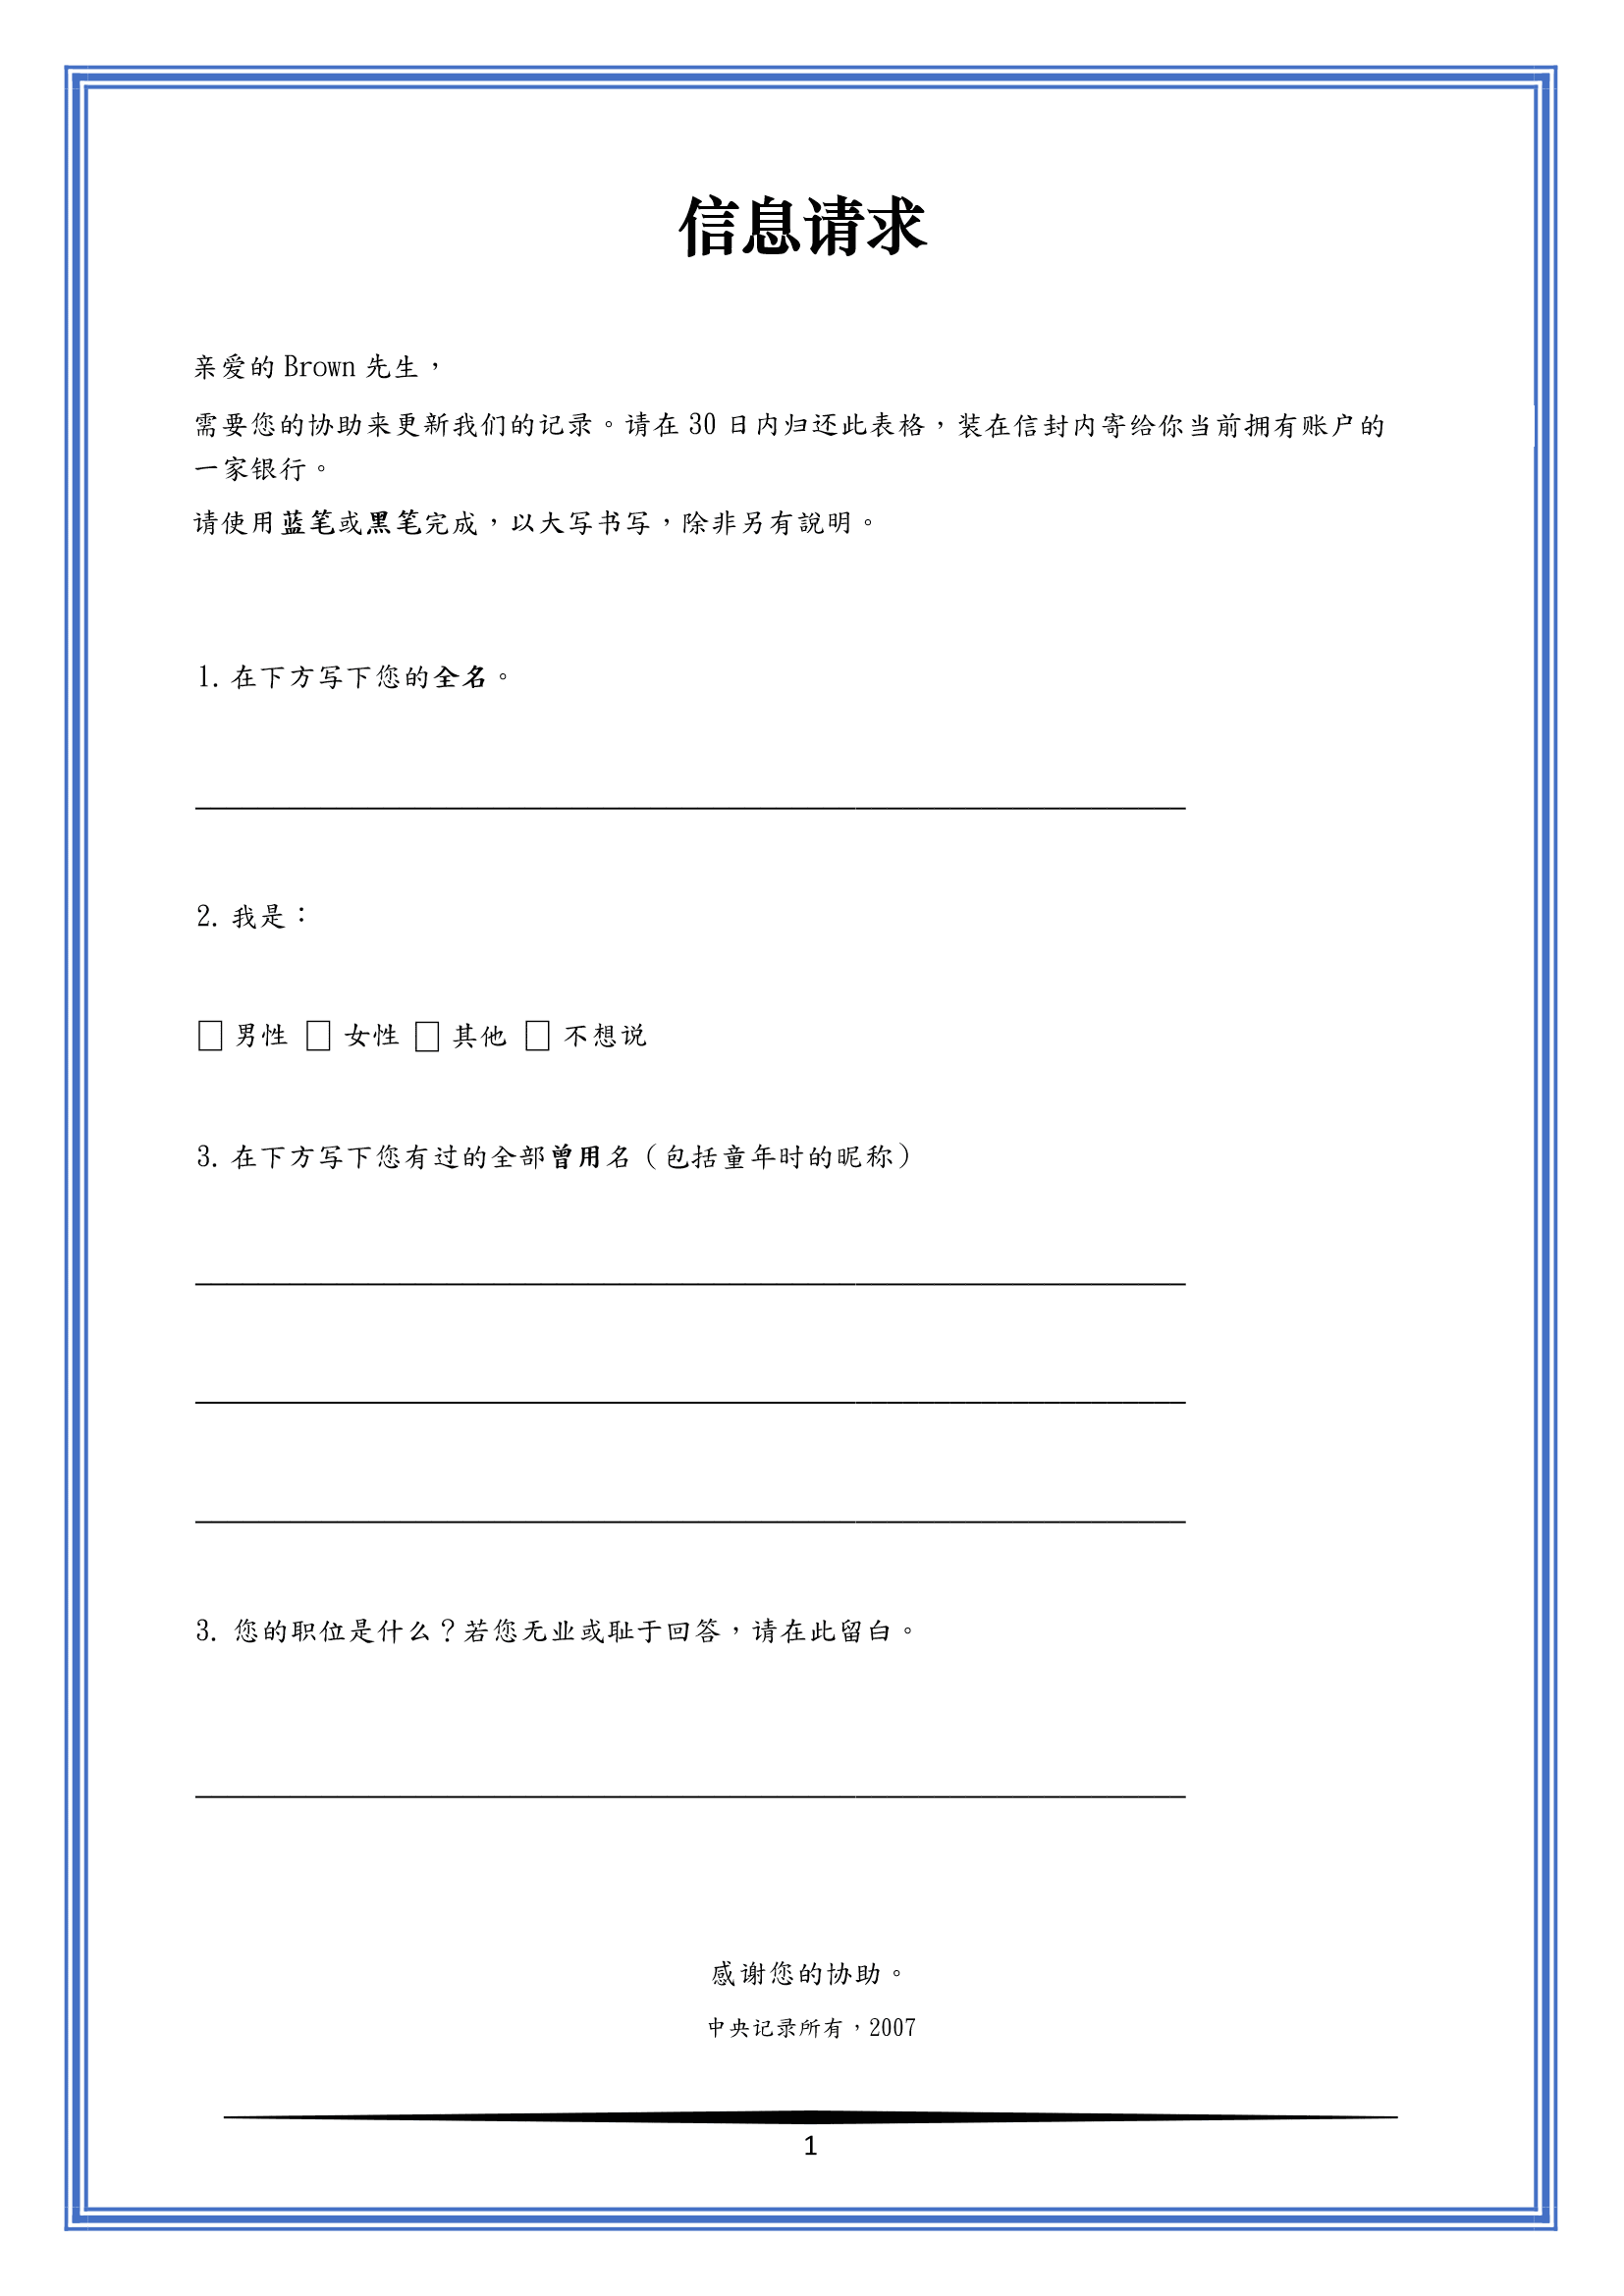 信息请求
亲爱的 Brown 先生，
需要您的协助来更新我们的记录。请在 30 日内归还此表格，装在信封内寄给你当前拥有账户的
一家银行。
请使用蓝笔或黑笔完成，以大写书写，除非另有説明。
1. 在下方写下您的全名。
2. 我是：
男性 女性 其他 不想说
3. 在下方写下您有过的全部曾用名（包括童年时的昵称）
3. 您的职位是什么？若您无业或耻于回答，请在此留白。
感谢您的协助。
中央记录所有，2007
1